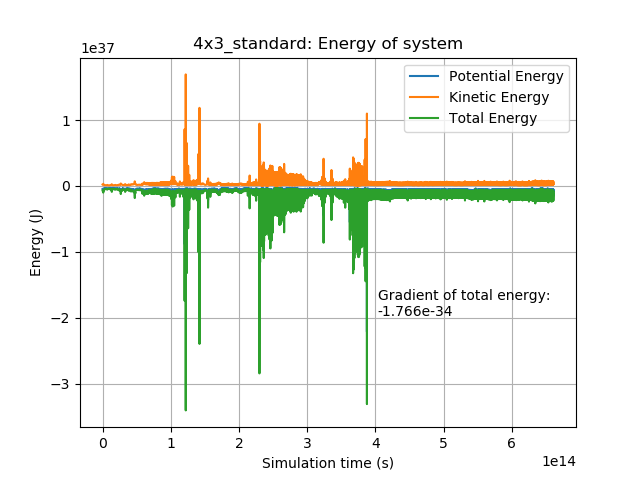 4x3_standard: Energy of system
1e37
Potential Energy
Kinetic Energy
Total Energy
1
0
−1
−2
−3
Energy (J)
Gradient of total energy:
-1.766e-34
0 1 2 3 4 5 6
1e14
Simulation time (s)